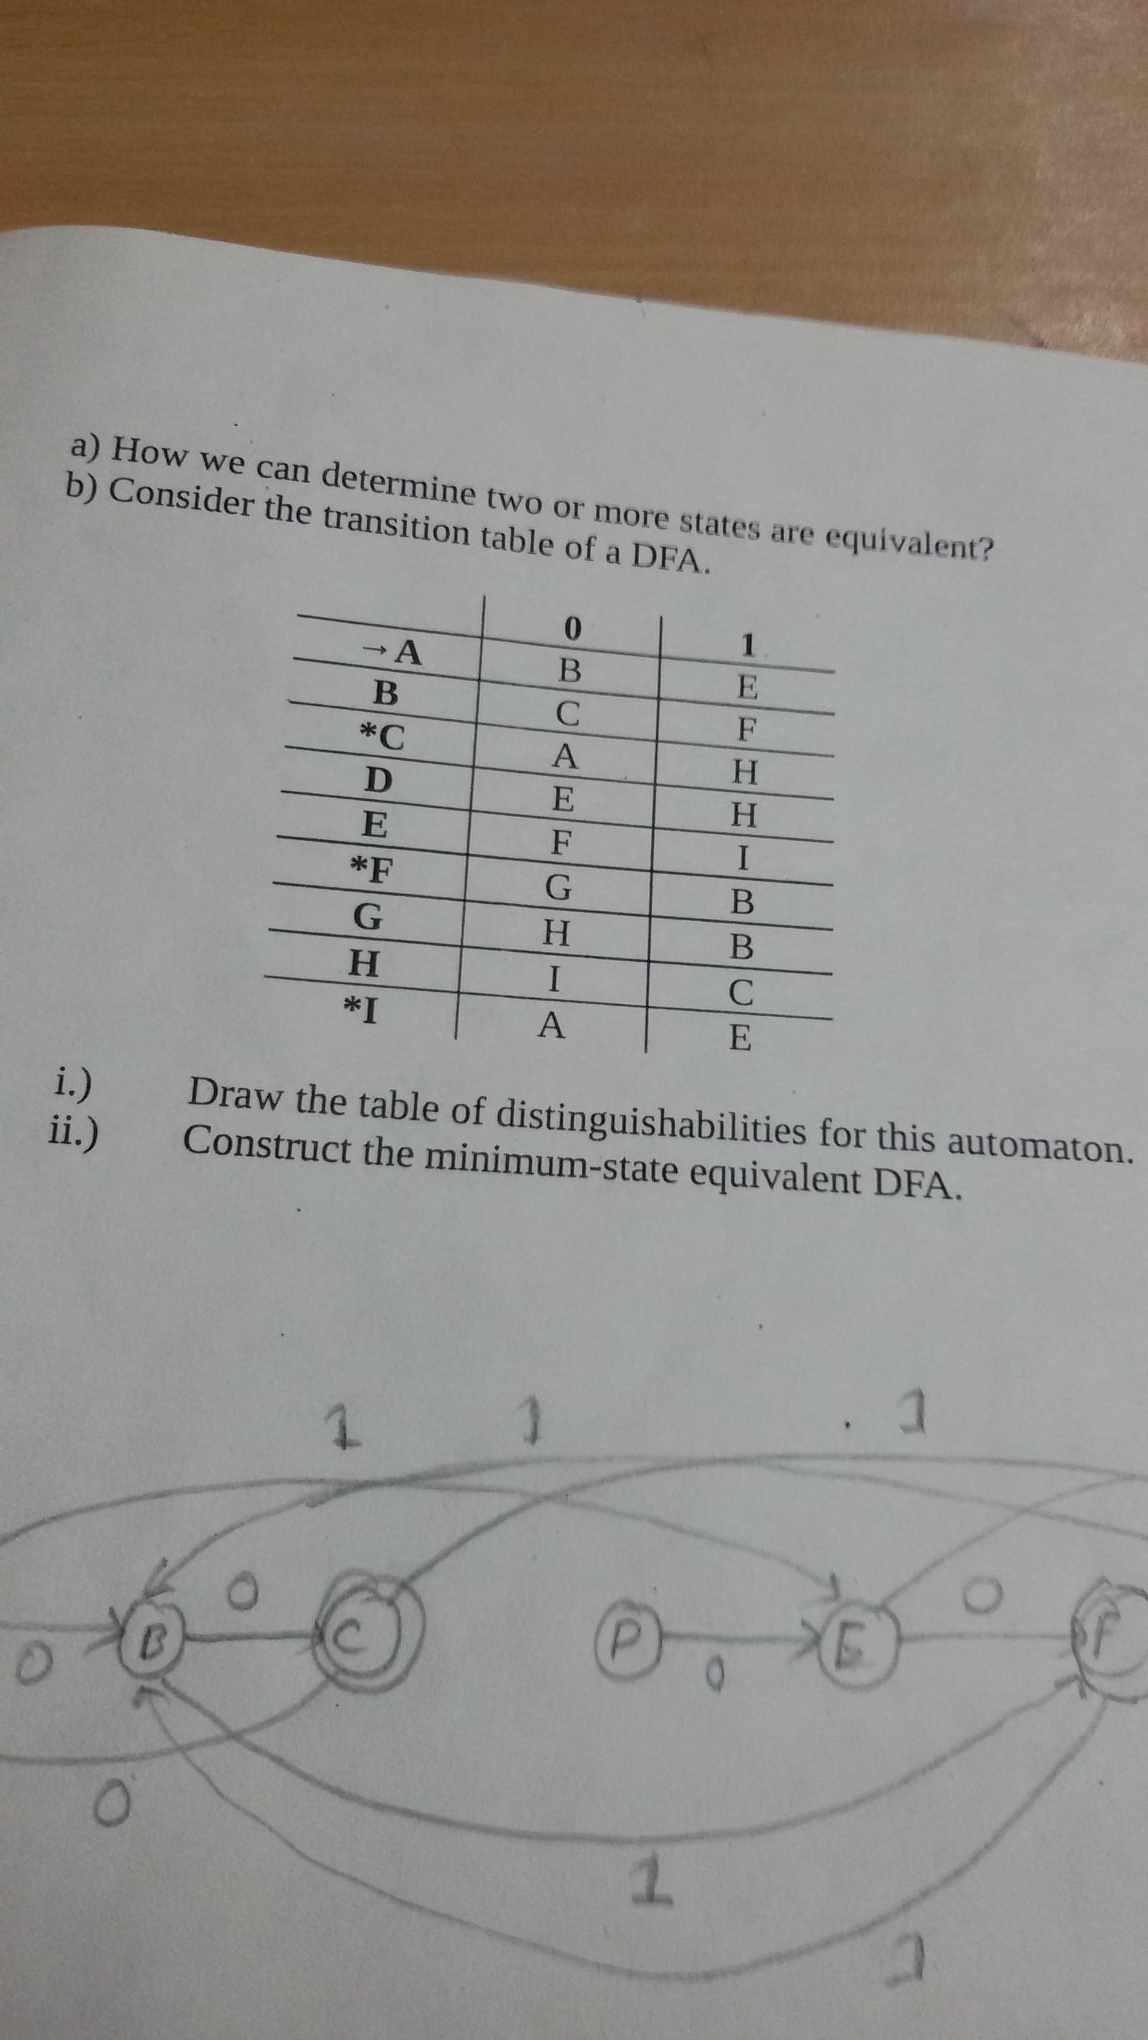 a) How we can determine two or more states are equivalent?
b) Consider the transition table of a DFA.
0 1
→A B E
B C F
*C A H
D E H
E F I
*F G B
G H B
H I C
*I A E
i.) Draw the table of distinguishabilities for this automaton.
ii.) Construct the minimum-state equivalent DFA.
1 1 1
0 0
B C D E F
0 0
0
1
1